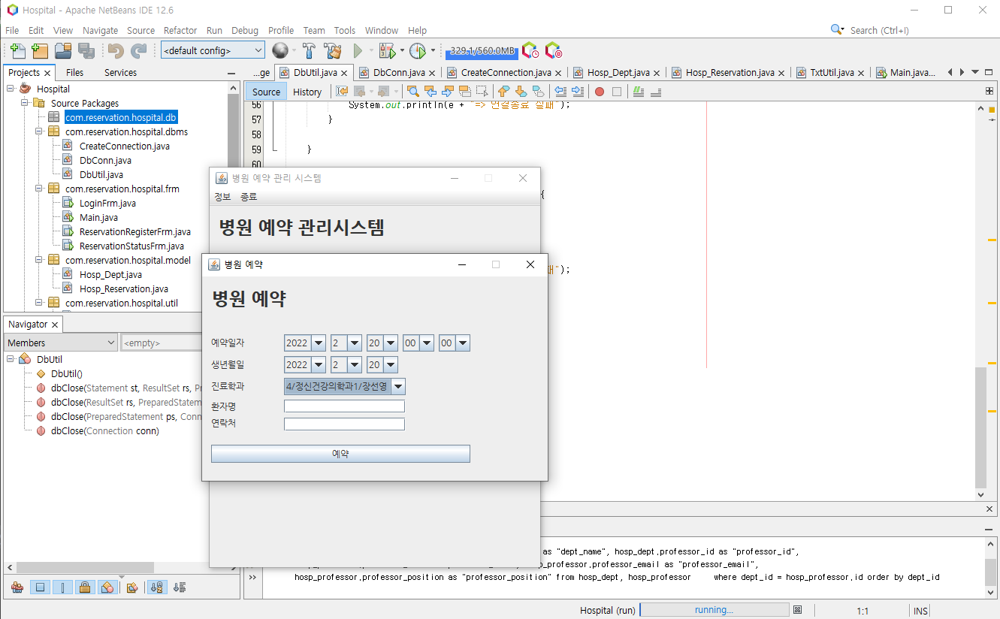 Hospital - Apache NetBeans IDE 12.6
File Edit View Navigate Source Refactor Run Debug Profile Team Tools Window Help
Search (Ctrl+I)
<default config>
329.1/560.0MB
Projects Files Services
...ge DbUtil.java DbConn.java CreateConnection.java Hosp_Dept.java Hosp_Reservation.java TxtUtil.java Main.java...
Source History
Hospital
Source Packages
com.reservation.hospital.db
com.reservation.hospital.dbms
CreateConnection.java
DbConn.java
DbUtil.java
com.reservation.hospital.frm
LoginFrm.java
Main.java
ReservationRegisterFrm.java
ReservationStatusFrm.java
com.reservation.hospital.model
Hosp_Dept.java
Hosp_Reservation.java
com.reservation.hospital.util
56 System.out.println(e + "=> 연결종료 실패");
57 }
58
59 }
60
{
패");
Navigator
Members
<empty>
DbUtil
DbUtil()
dbClose(Statement st, ResultSet rs, Pr
dbClose(ResultSet rs, PreparedStatem
dbClose(PreparedStatement ps, Conn
dbClose(Connection conn)
병원 예약 관리 시스템
정보 종료
병원 예약 관리시스템
병원 예약
병원 예약
예약일자 2022 2 20 00 00
생년월일 2022 2 20
진료학과 4/정신건강의학과1/장선영
환자명
연락처
예약
as "dept_name", hosp_dept.professor_id as "professor_id",
professor.professor_email as "professor_email",
hosp_professor.professor_position as "professor_position" from hosp_dept, hosp_professor where dept_id = hosp_professor.id order by dept_id
Hospital (run) running...
1:1 INS